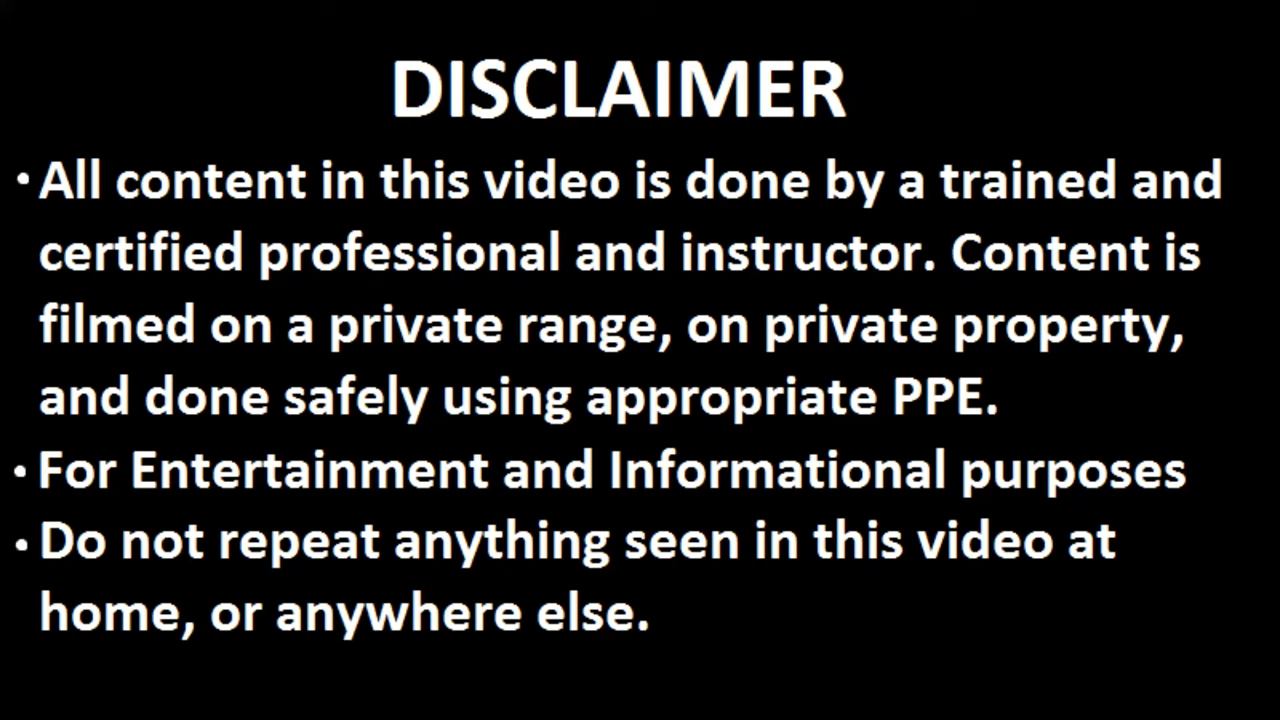 DISCLAIMER
• All content in this video is done by a trained and
certified professional and instructor. Content is
filmed on a private range, on private property,
and done safely using appropriate PPE.
• For Entertainment and Informational purposes
• Do not repeat anything seen in this video at
home, or anywhere else.